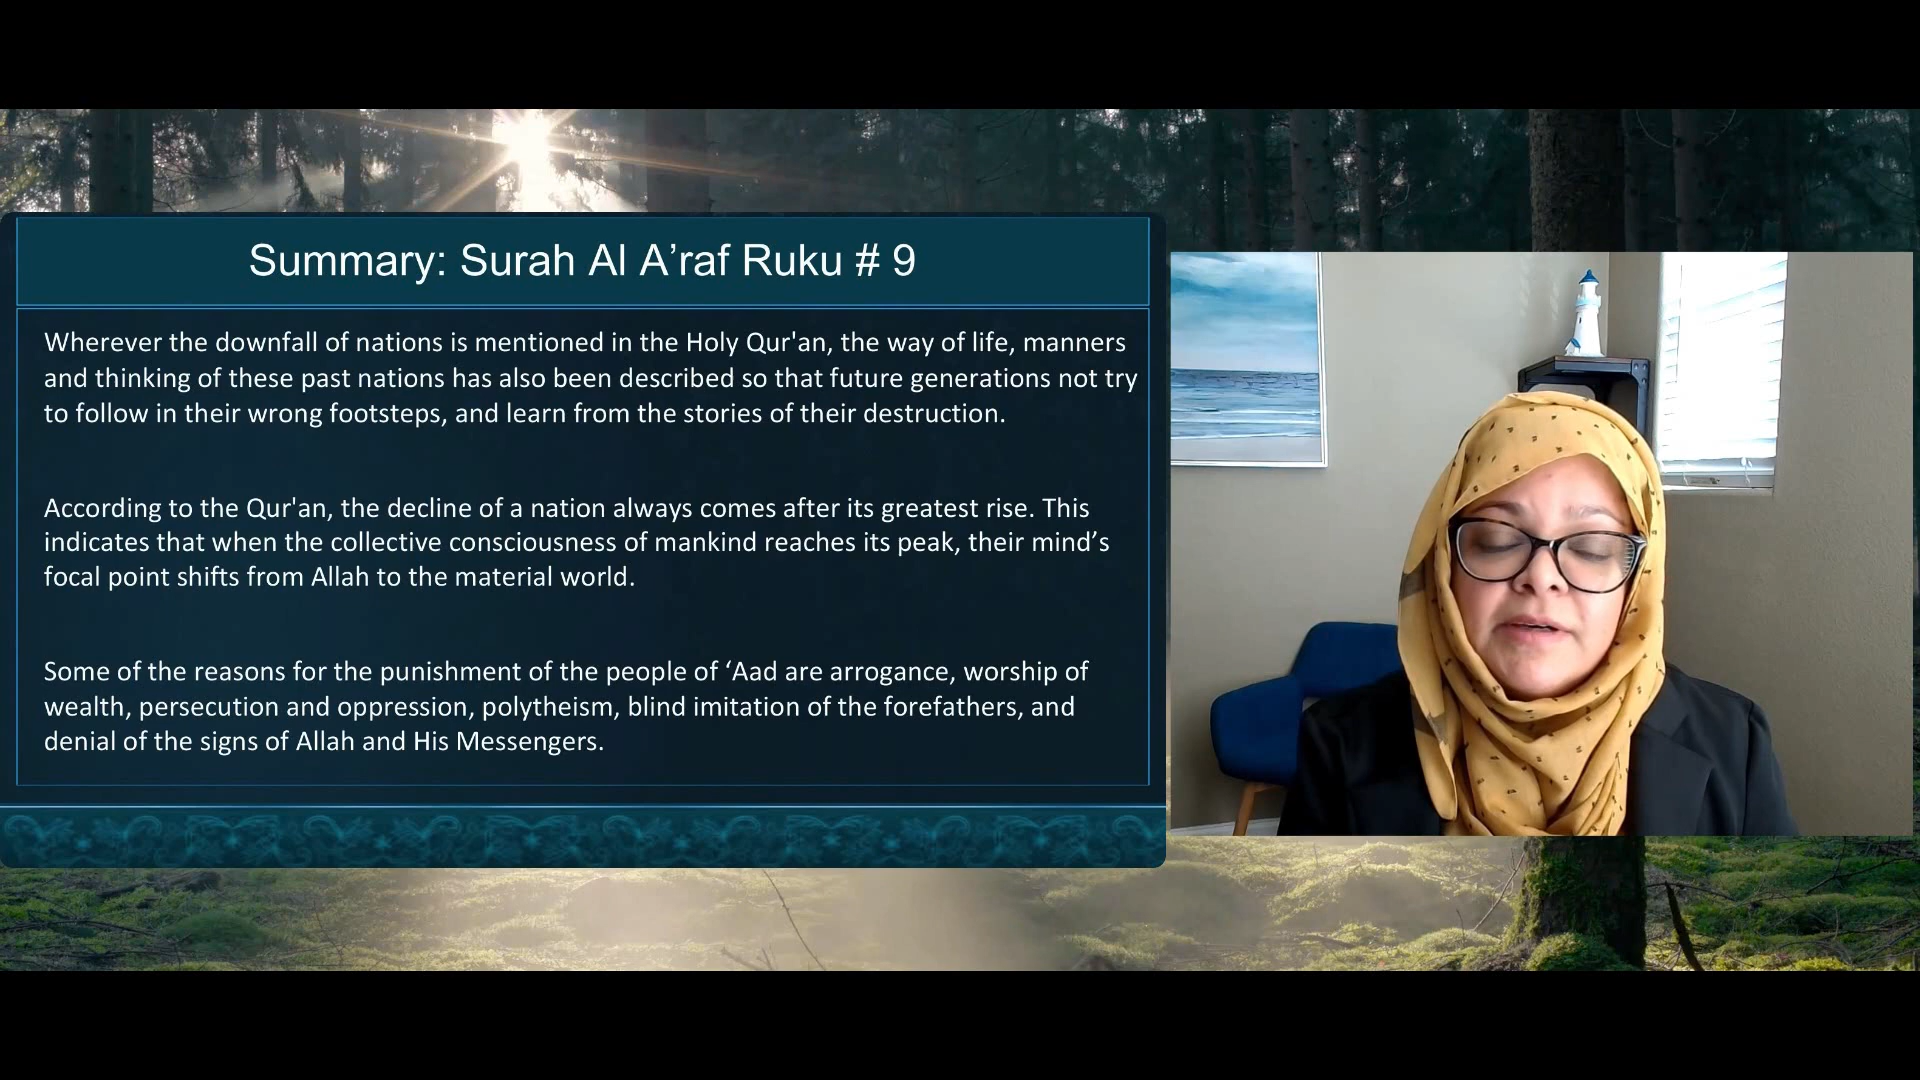 Summary: Surah Al A’raf Ruku # 9
Wherever the downfall of nations is mentioned in the Holy Qur'an, the way of life, manners
and thinking of these past nations has also been described so that future generations not try
to follow in their wrong footsteps, and learn from the stories of their destruction.
According to the Qur'an, the decline of a nation always comes after its greatest rise. This
indicates that when the collective consciousness of mankind reaches its peak, their mind’s
focal point shifts from Allah to the material world.
Some of the reasons for the punishment of the people of ‘Aad are arrogance, worship of
wealth, persecution and oppression, polytheism, blind imitation of the forefathers, and
denial of the signs of Allah and His Messengers.